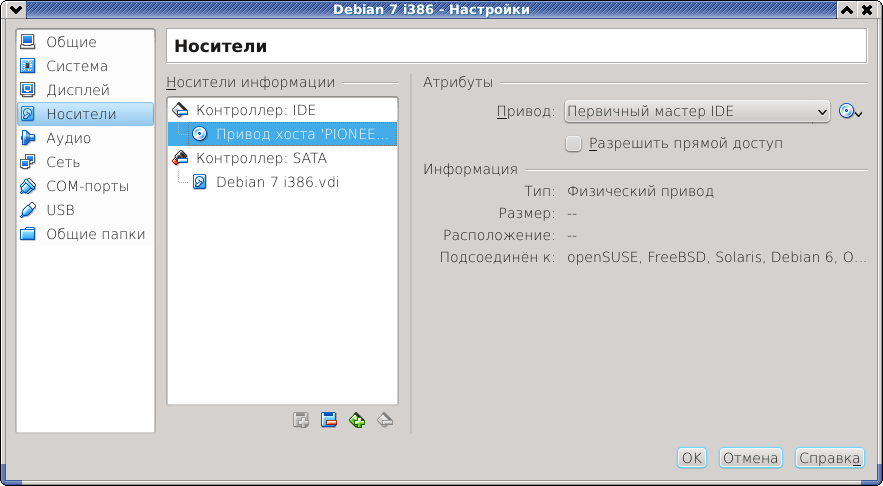 Debian 7 i386 - Настройки
Общие
Система
Дисплей
Носители
Аудио
Сеть
COM-порты
USB
Общие папки
Носители
Носители информации
Контроллер: IDE
Привод хоста 'PIONEE...
Контроллер: SATA
Debian 7 i386.vdi
Атрибуты
Привод: Первичный мастер IDE
Разрешить прямой доступ
Информация
Тип: Физический привод
Размер: --
Расположение: --
Подсоединён к: openSUSE, FreeBSD, Solaris, Debian 6, O...
OK Отмена Справка